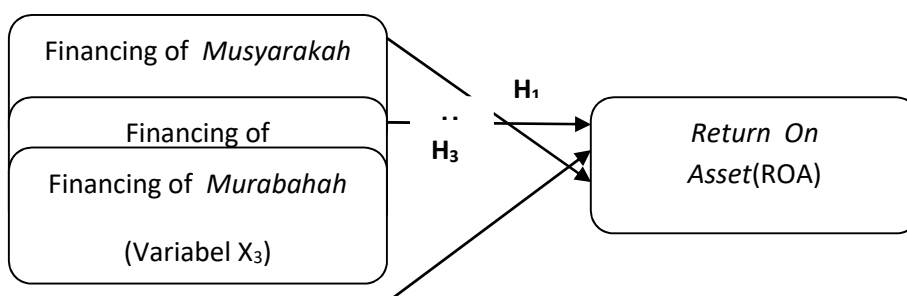 Financing of Musyarakah
Financing of
Financing of Murabahah
(Variabel X₃)
H₁
H₃
Return On
Asset(ROA)